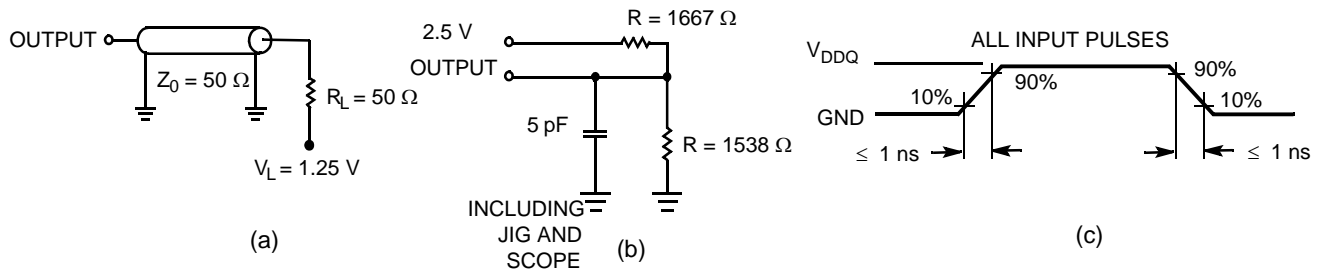 OUTPUT
Z0 = 50 Ω
RL = 50 Ω
VL = 1.25 V
(a)
R = 1667 Ω
2.5 V
OUTPUT
5 pF
R = 1538 Ω
INCLUDING
JIG AND
SCOPE
(b)
ALL INPUT PULSES
VDDQ
90%
90%
10%
10%
GND
≤ 1 ns
≤ 1 ns
(c)